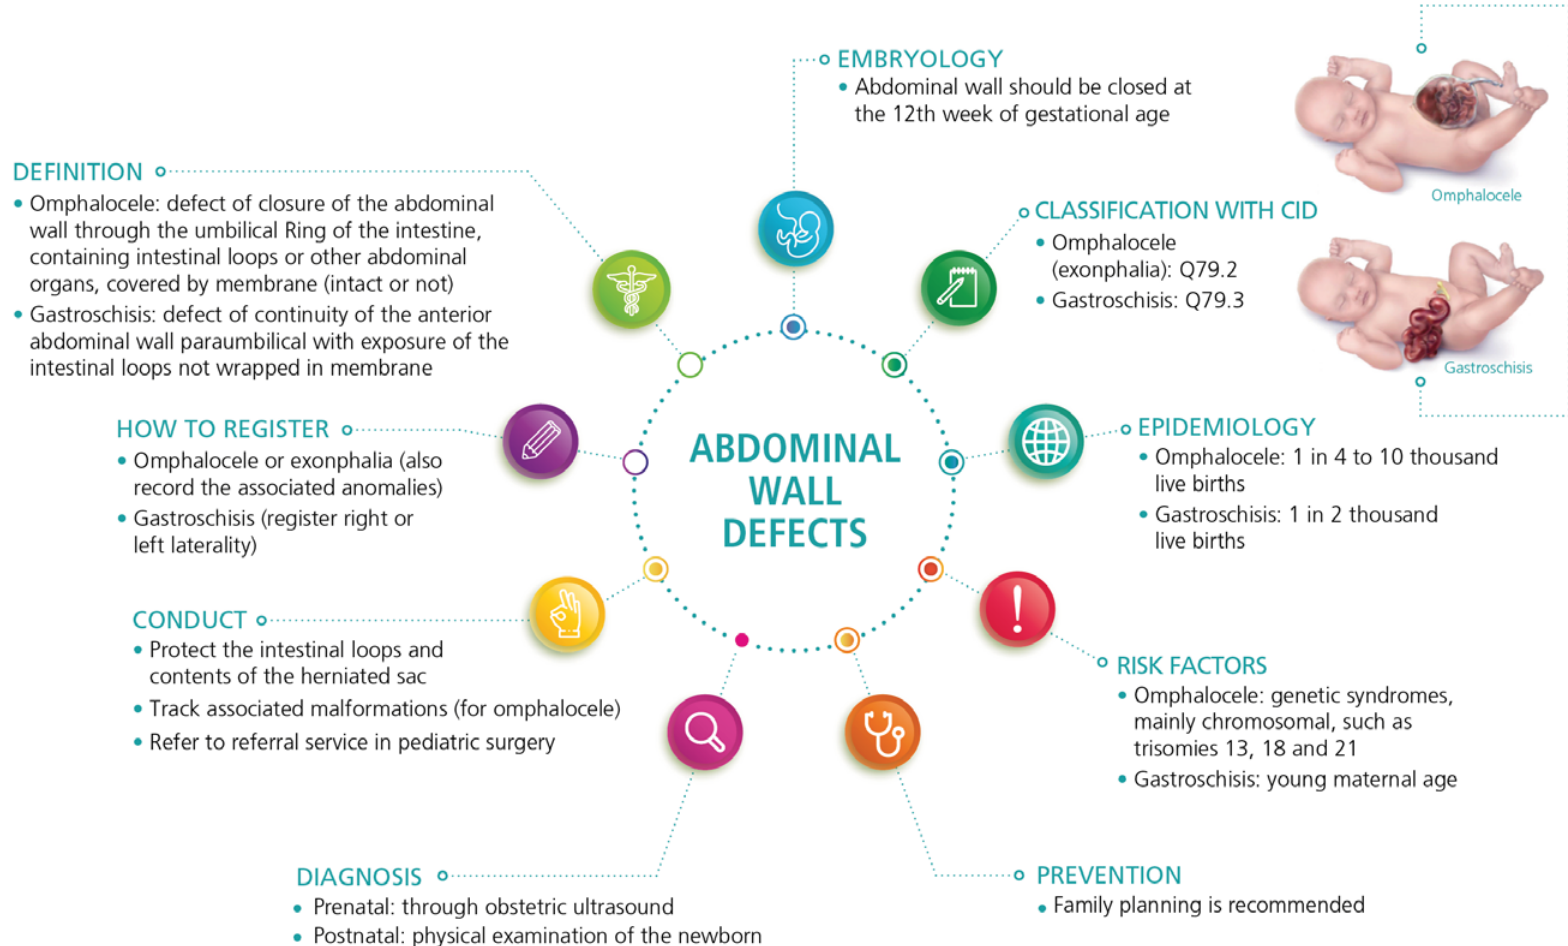 EMBRYOLOGY
• Abdominal wall should be closed at
the 12th week of gestational age
Omphalocele
DEFINITION
• Omphalocele: defect of closure of the abdominal
wall through the umbilical Ring of the intestine,
containing intestinal loops or other abdominal
organs, covered by membrane (intact or not)
• Gastroschisis: defect of continuity of the anterior
abdominal wall paraumbilical with exposure of the
intestinal loops not wrapped in membrane
CLASSIFICATION WITH CID
• Omphalocele
(exonphalia): Q79.2
• Gastroschisis: Q79.3
Gastroschisis
HOW TO REGISTER
• Omphalocele or exonphalia (also
record the associated anomalies)
• Gastroschisis (register right or
left laterality)
ABDOMINAL
WALL
DEFECTS
EPIDEMIOLOGY
• Omphalocele: 1 in 4 to 10 thousand
live births
• Gastroschisis: 1 in 2 thousand
live births
CONDUCT
• Protect the intestinal loops and
contents of the herniated sac
• Track associated malformations (for omphalocele)
• Refer to referral service in pediatric surgery
RISK FACTORS
• Omphalocele: genetic syndromes,
mainly chromosomal, such as
trisomies 13, 18 and 21
• Gastroschisis: young maternal age
DIAGNOSIS
• Prenatal: through obstetric ultrasound
• Postnatal: physical examination of the newborn
PREVENTION
• Family planning is recommended